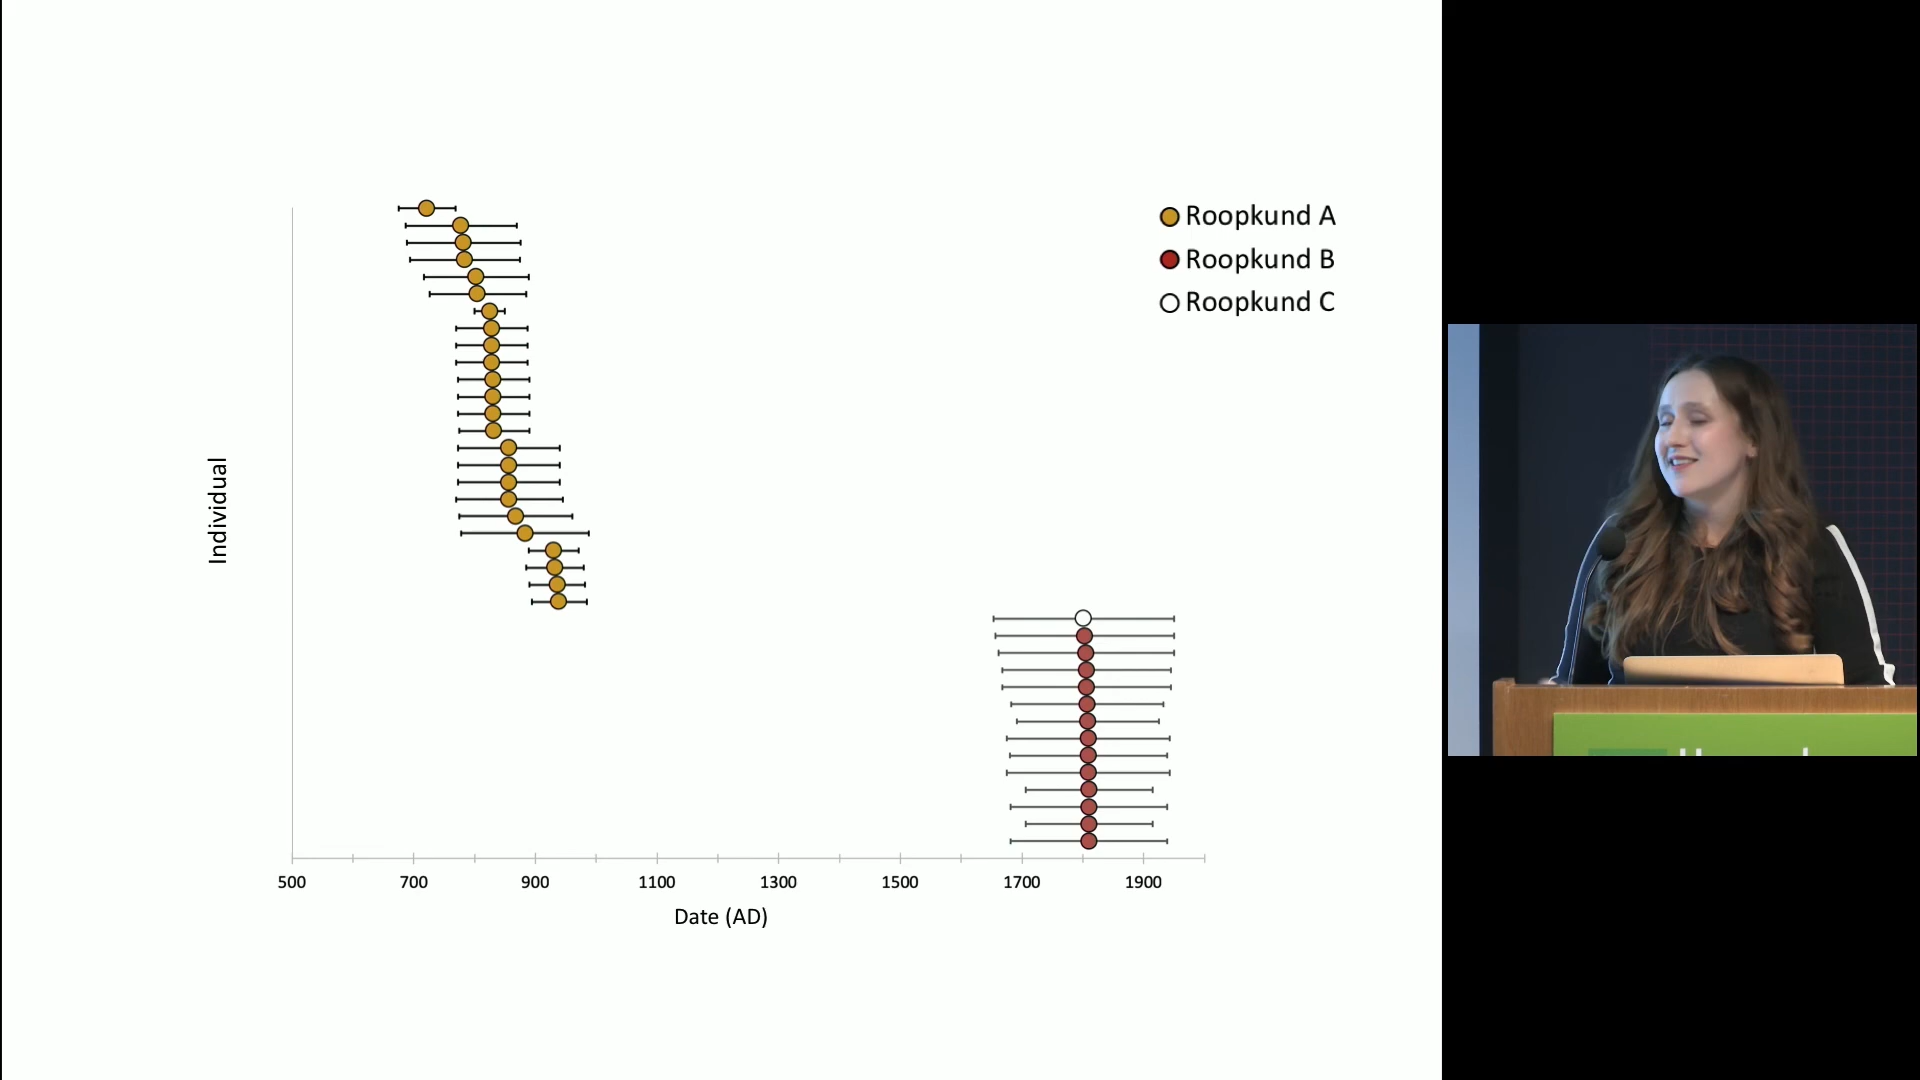 Roopkund A
Roopkund B
Roopkund C
Individual
500 700 900 1100 1300 1500 1700 1900
Date (AD)